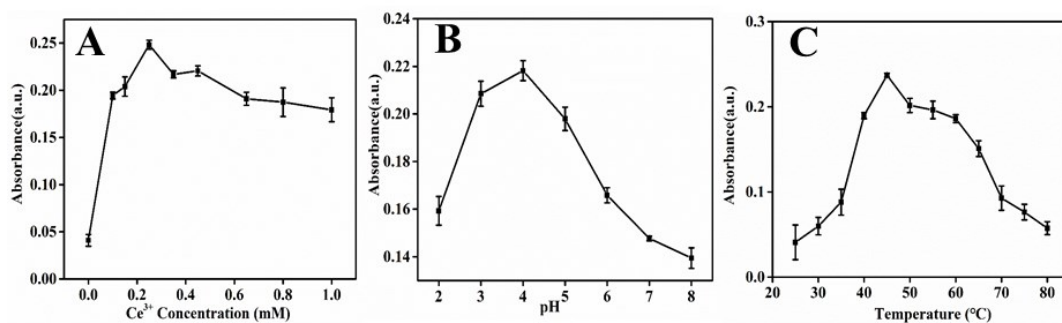 A
Absorbance(a.u.)
0.25
0.20
0.15
0.10
0.05
0.00
0.0 0.2 0.4 0.6 0.8 1.0
Ce³⁺ Concentration (mM)
B
Absorbance(a.u.)
0.24
0.22
0.20
0.18
0.16
0.14
2 3 4 5 6 7 8
pH
C
Absorbance(a.u.)
0.3
0.2
0.1
0.0
20 30 40 50 60 70 80
Temperature (°C)